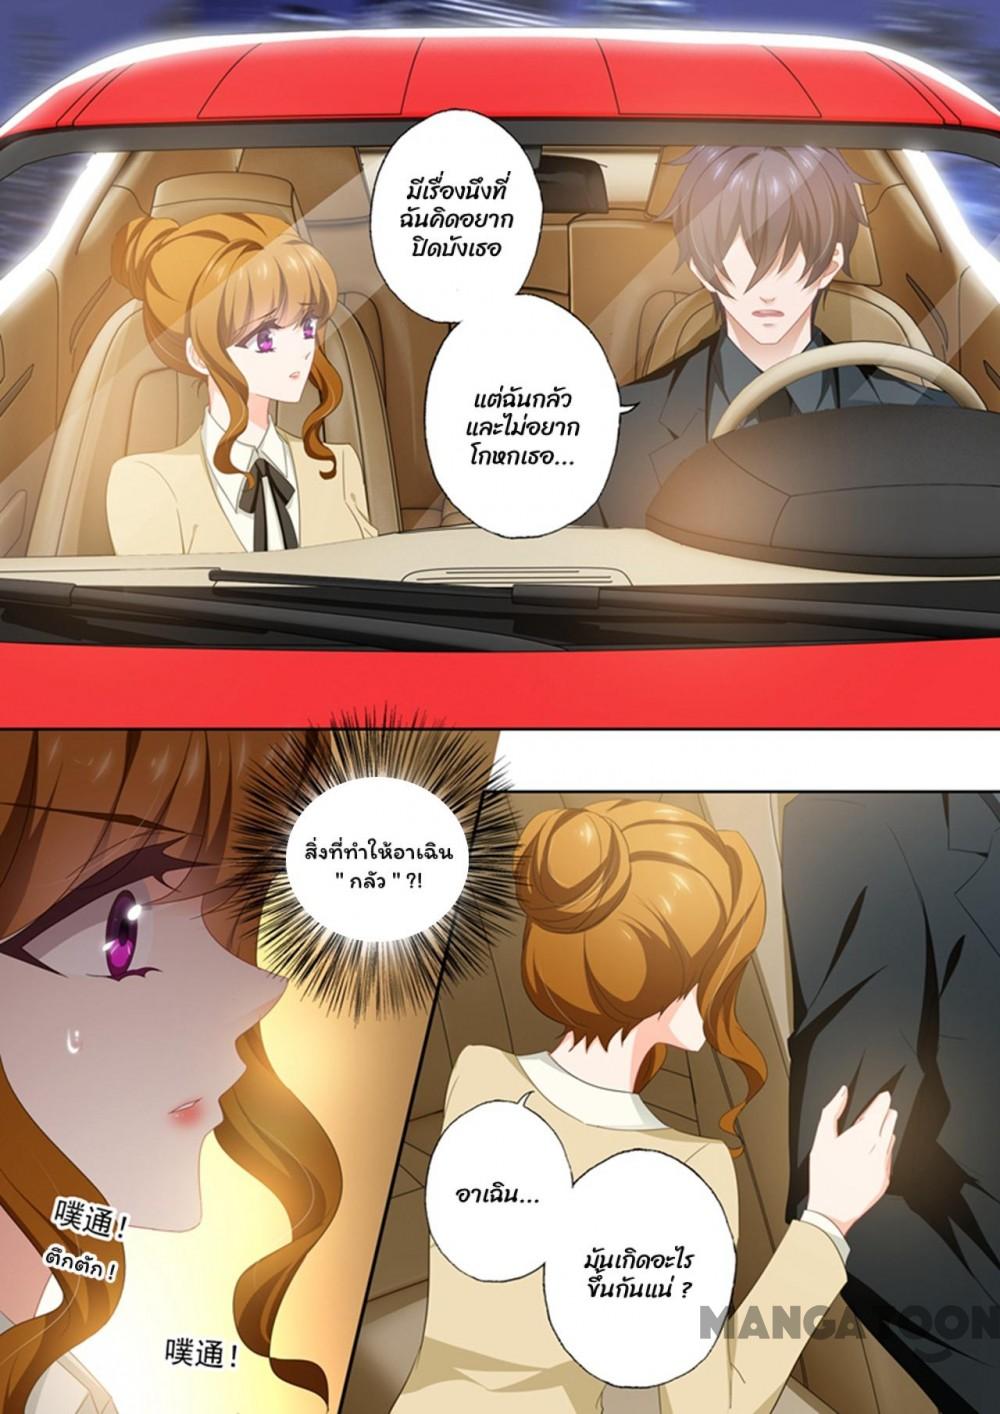 มีเรื่องนึงที่
ฉันคิดอยาก
ปิดบังเธอ
แต่ฉันกลัว
และไม่อยาก
โกหกเธอ...
สิ่งที่ทำให้อาเฉิน
" กลัว " ?!
อาเฉิน...
มันเกิดอะไร
ขึ้นกันแน่ ?
噗通!
ตึกตัก !
噗通!
MANGATOON